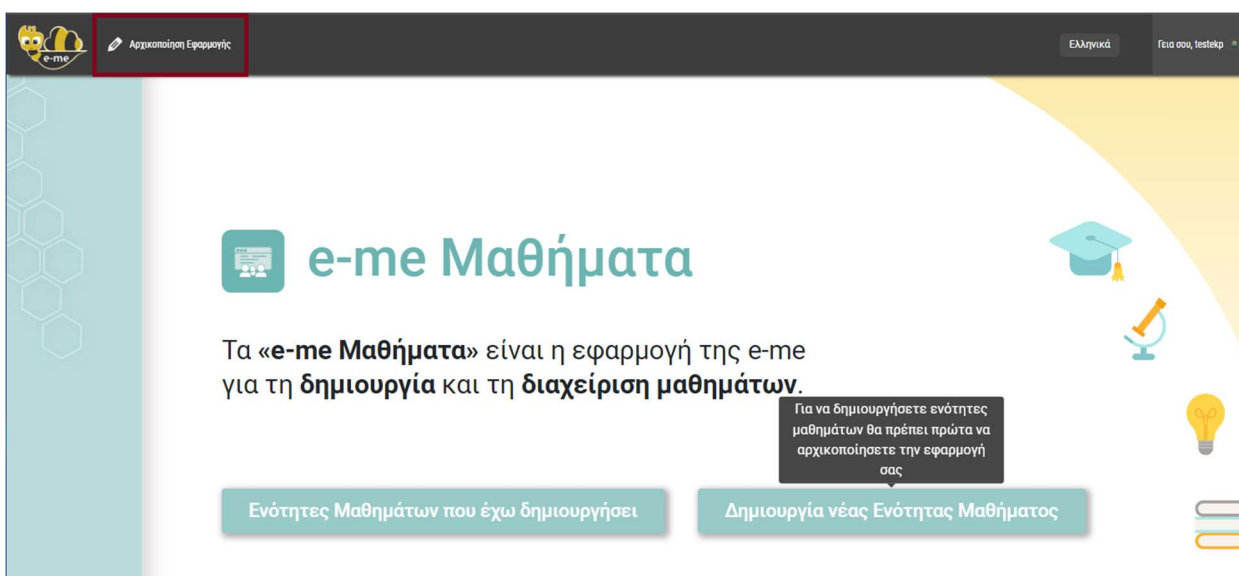 e-me
Αρχικοποίηση Εφαρμογής
Ελληνικά
Γεια σου, testekp
e-me Μαθήματα
Τα «e-me Μαθήματα» είναι η εφαρμογή της e-me
για τη δημιουργία και τη διαχείριση μαθημάτων.
Για να δημιουργήσετε ενότητες
μαθημάτων θα πρέπει πρώτα να
αρχικοποίησετε την εφαρμογή
σας
Ενότητες Μαθημάτων που έχω δημιουργήσει
Δημιουργία νέας Ενότητας Μαθήματος